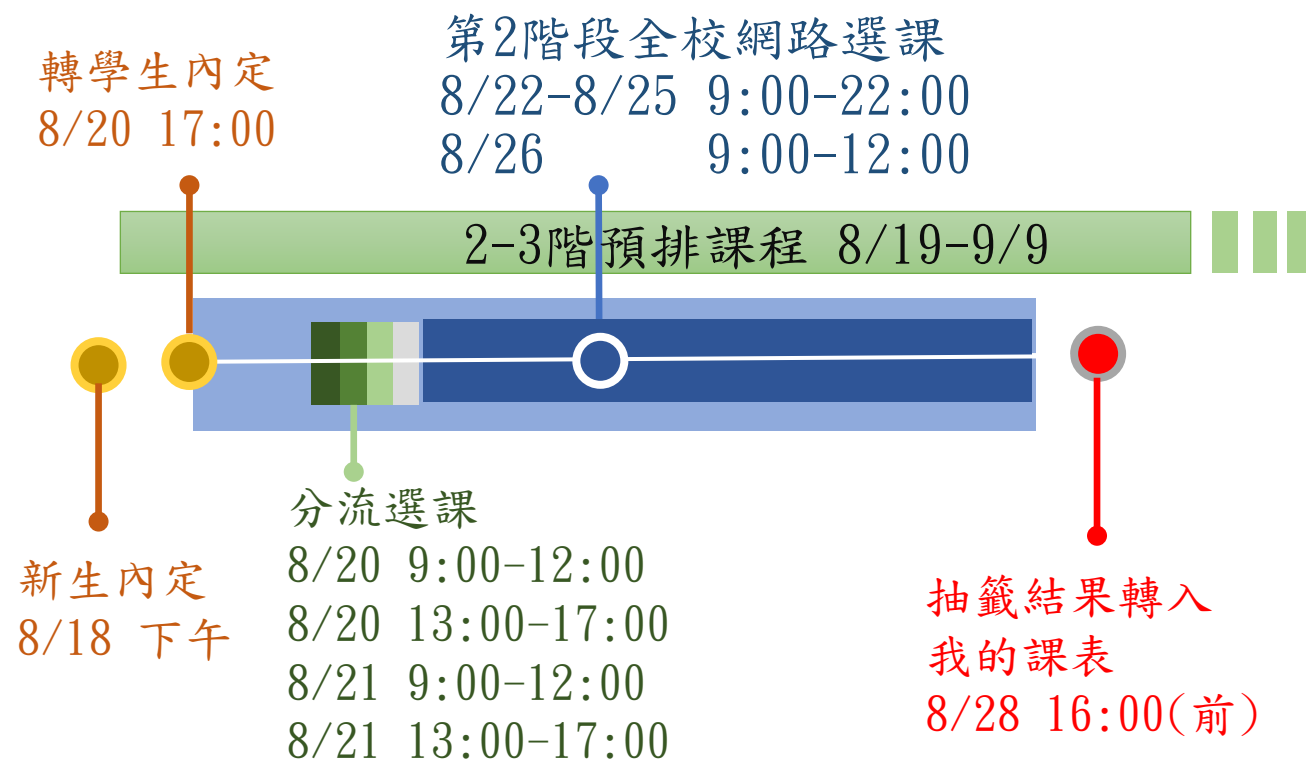 轉學生內定
8/20 17:00
第2階段全校網路選課
8/22-8/25 9:00-22:00
8/26 9:00-12:00
2-3階預排課程 8/19-9/9
新生內定
8/18 下午
分流選課
8/20 9:00-12:00
8/20 13:00-17:00
8/21 9:00-12:00
8/21 13:00-17:00
抽籤結果轉入
我的課表
8/28 16:00(前)